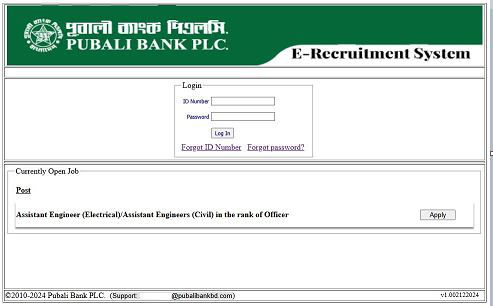 পূবালী ব্যাংক পিএলসি.
PUBALI BANK PLC.
E-Recruitment System
Login
ID Number
Password
Log In
Forgot ID Number Forgot password?
Currently Open Job
Post
Assistant Engineer (Electrical)/Assistant Engineers (Civil) in the rank of Officer Apply
©2010-2024 Pubali Bank PLC. (Support: @pubalibankbd.com) v1.002122024